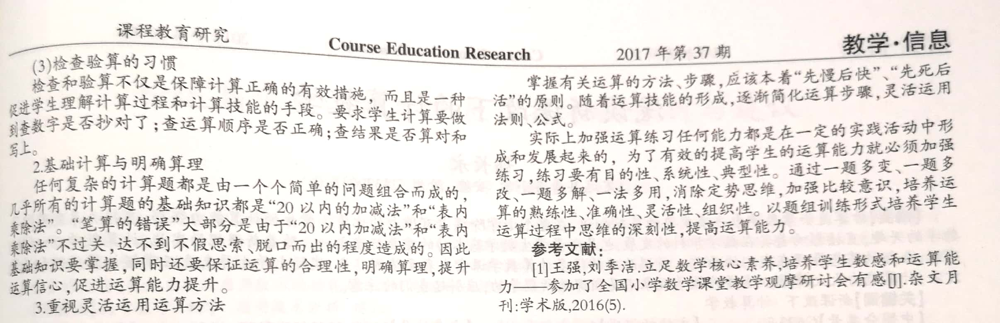 课程教育研究
Course Education Research
2017 年第 37 期
教学·信息
(3)检查验算的习惯
检查和验算不仅是保障计算正确的有效措施，而且是一种
促进学生理解计算过程和计算技能的手段。要求学生计算要做
到查数字是否抄对了；查运算顺序是否正确；查结果是否算对和
写上。
2.基础计算与明确算理
任何复杂的计算题都是由一个个简单的问题组合而成的，
几乎所有的计算题的基础知识都是“20 以内的加减法”和“表内
乘除法”。“笔算的错误”大部分是由于“20 以内加减法”和“表内
乘除法”不过关，达不到不假思索、脱口而出的程度造成的。因此
基础知识要掌握，同时还要保证运算的合理性，明确算理，提升
运算信心，促进运算能力提升。
3.重视灵活运用运算方法
掌握有关运算的方法、步骤，应该本着“先慢后快”、“先死后
活”的原则。随着运算技能的形成，逐渐简化运算步骤，灵活运用
法则、公式。
实际上加强运算练习任何能力都是在一定的实践活动中形
成和发展起来的，为了有效的提高学生的运算能力就必须加强
练习，练习要有目的性、系统性、典型性。通过一题多变、一题多
改、一题多解、一法多用，消除定势思维，加强比较意识，培养运
算的熟练性、准确性、灵活性、组织性。以题组训练形式培养学生
运算过程中思维的深刻性，提高运算能力。
参考文献：
[1]王强,刘季洁.立足数学核心素养,培养学生数感和运算能
力——参加了全国小学数学课堂教学观摩研讨会有感[J].杂文月
刊:学术版,2016(5).